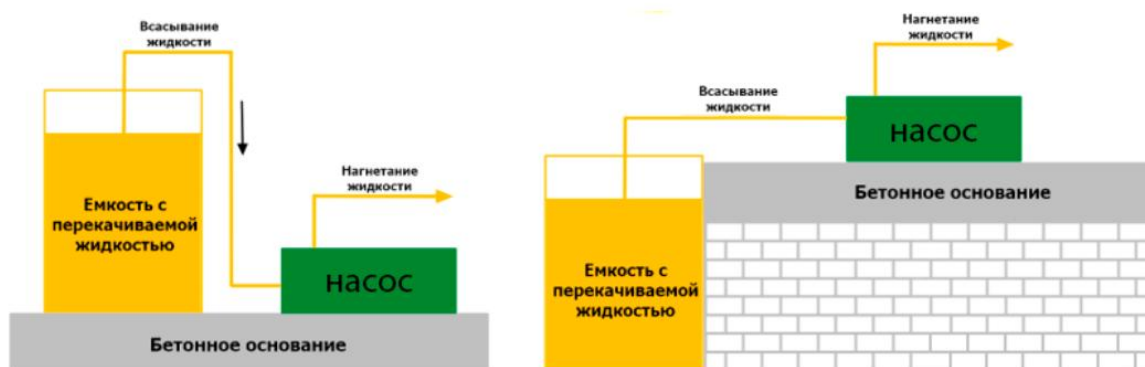 Всасывание
жидкости
Нагнетание
жидкости
Емкость с
перекачиваемой
жидкостью
насос
Бетонное основание
Нагнетание
жидкости
Всасывание
жидкости
насос
Бетонное основание
Емкость с
перекачиваемой
жидкостью